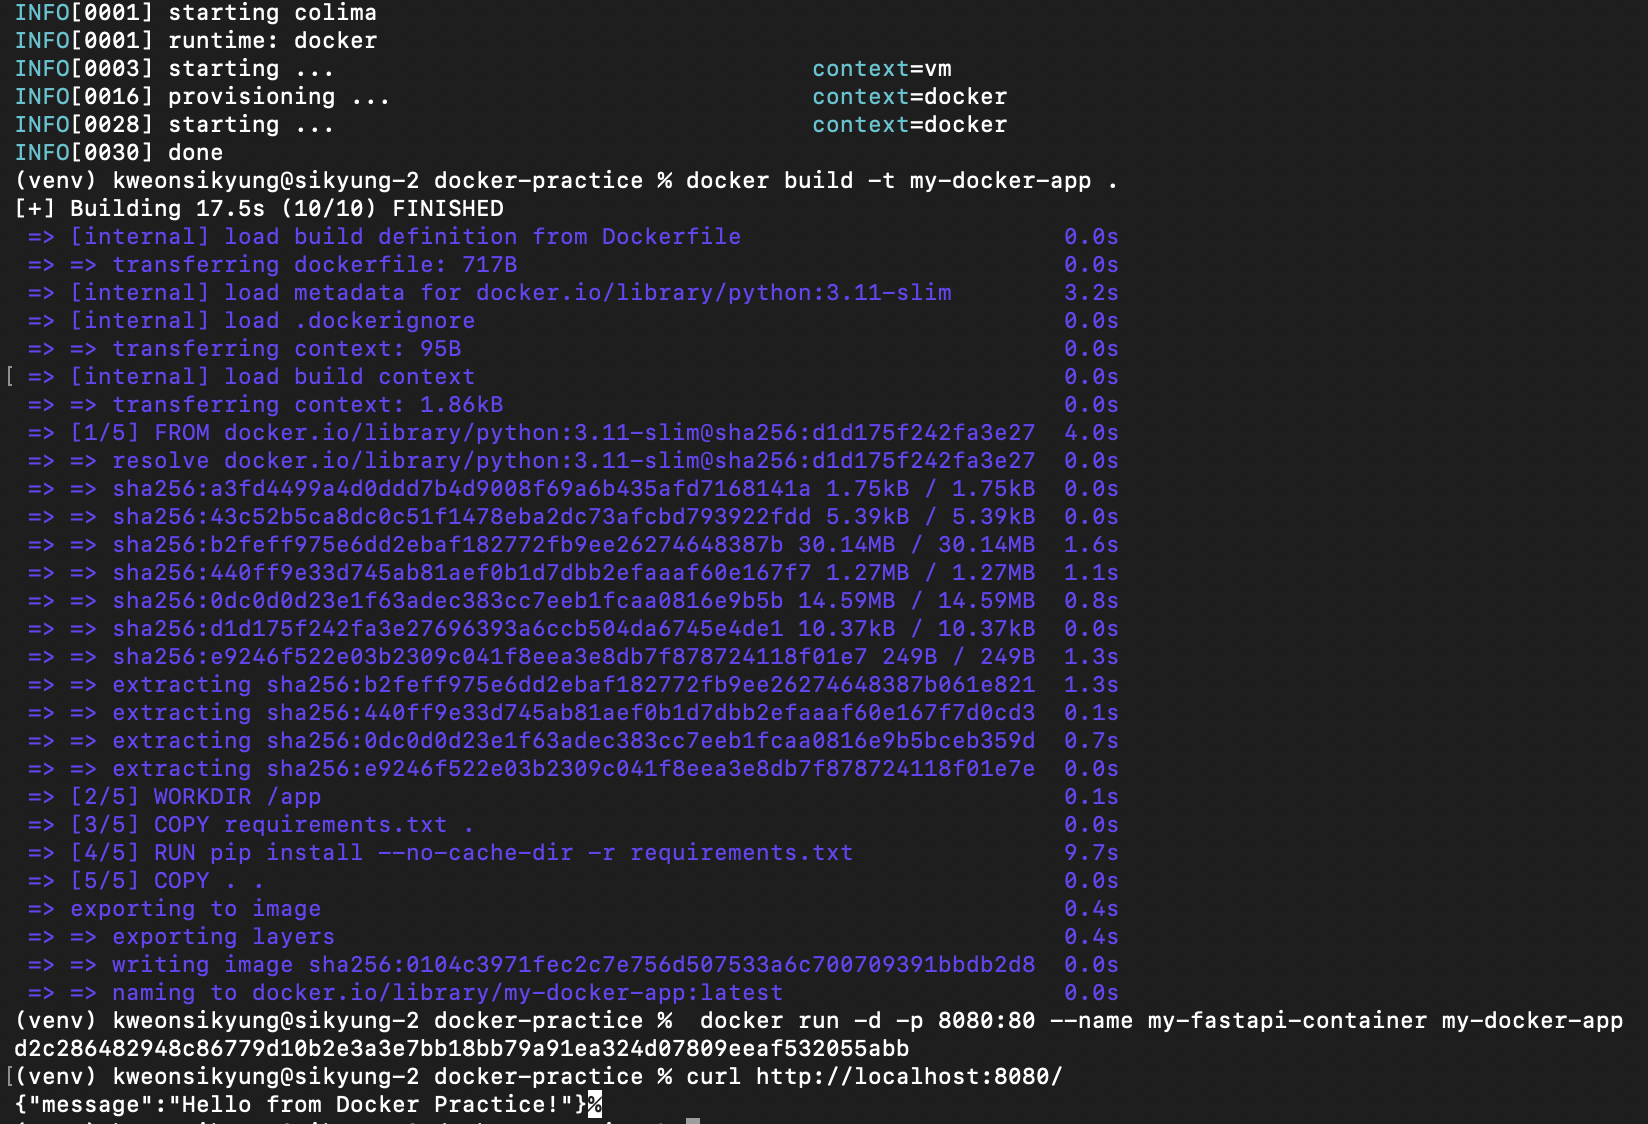 INFO[0001] starting colima
INFO[0001] runtime: docker
INFO[0003] starting ... context=vm
INFO[0016] provisioning ... context=docker
INFO[0028] starting ... context=docker
INFO[0030] done
(venv) kweonsikyung@sikyung-2 docker-practice % docker build -t my-docker-app .
[+] Building 17.5s (10/10) FINISHED
=> [internal] load build definition from Dockerfile 0.0s
=> => transferring dockerfile: 717B 0.0s
=> [internal] load metadata for docker.io/library/python:3.11-slim 3.2s
=> [internal] load .dockerignore 0.0s
=> => transferring context: 95B 0.0s
[ => [internal] load build context 0.0s
=> => transferring context: 1.86kB 0.0s
=> [1/5] FROM docker.io/library/python:3.11-slim@sha256:d1d175f242fa3e27 4.0s
=> => resolve docker.io/library/python:3.11-slim@sha256:d1d175f242fa3e27 0.0s
=> => sha256:a3fd4499a4d0ddd7b4d9008f69a6b435afd7168141a 1.75kB / 1.75kB 0.0s
=> => sha256:43c52b5ca8dc0c51f1478eba2dc73afcbd793922fdd 5.39kB / 5.39kB 0.0s
=> => sha256:b2feff975e6dd2ebaf182772fb9ee26274648387b 30.14MB / 30.14MB 1.6s
=> => sha256:440ff9e33d745ab81aef0b1d7dbb2efaaaf60e167f7 1.27MB / 1.27MB 1.1s
=> => sha256:0dc0d0d23e1f63adec383cc7eeb1fcaa0816e9b5b 14.59MB / 14.59MB 0.8s
=> => sha256:d1d175f242fa3e27696393a6ccb504da6745e4de1 10.37kB / 10.37kB 0.0s
=> => sha256:e9246f522e03b2309c041f8eea3e8db7f878724118f01e7 249B / 249B 1.3s
=> => extracting sha256:b2feff975e6dd2ebaf182772fb9ee26274648387b061e821 1.3s
=> => extracting sha256:440ff9e33d745ab81aef0b1d7dbb2efaaaf60e167f7d0cd3 0.1s
=> => extracting sha256:0dc0d0d23e1f63adec383cc7eeb1fcaa0816e9b5bceb359d 0.7s
=> => extracting sha256:e9246f522e03b2309c041f8eea3e8db7f878724118f01e7e 0.0s
=> [2/5] WORKDIR /app 0.1s
=> [3/5] COPY requirements.txt . 0.0s
=> [4/5] RUN pip install --no-cache-dir -r requirements.txt 9.7s
=> [5/5] COPY . . 0.0s
=> exporting to image 0.4s
=> => exporting layers 0.4s
=> => writing image sha256:0104c3971fec2c7e756d507533a6c700709391bbdb2d8 0.0s
=> => naming to docker.io/library/my-docker-app:latest 0.0s
(venv) kweonsikyung@sikyung-2 docker-practice %  docker run -d -p 8080:80 --name my-fastapi-container my-docker-app
d2c286482948c86779d10b2e3a3e7bb18bb79a91ea324d07809eeaf532055abb
[(venv) kweonsikyung@sikyung-2 docker-practice % curl http://localhost:8080/
{"message":"Hello from Docker Practice!"}%